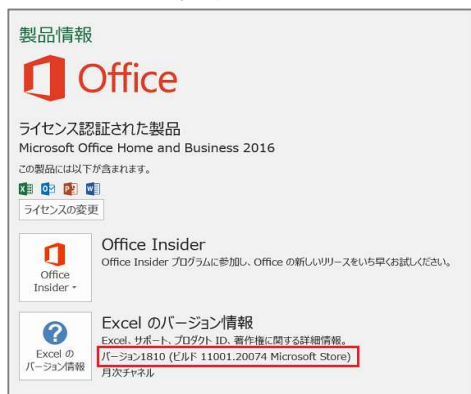 製品情報
Office
ライセンス認証された製品
Microsoft Office Home and Business 2016
この製品には以下が含まれます。
ライセンスの変更
Office Insider
Office Insider プログラムに参加し、Office の新しいリリースをいち早くお試しください。
Office
Insider
Excel のバージョン情報
Excel、サポート、プロダクト ID、著作権に関する詳細情報。
Excel の
バージョン情報
バージョン1810 (ビルド 11001.20074 Microsoft Store)
月次チャネル